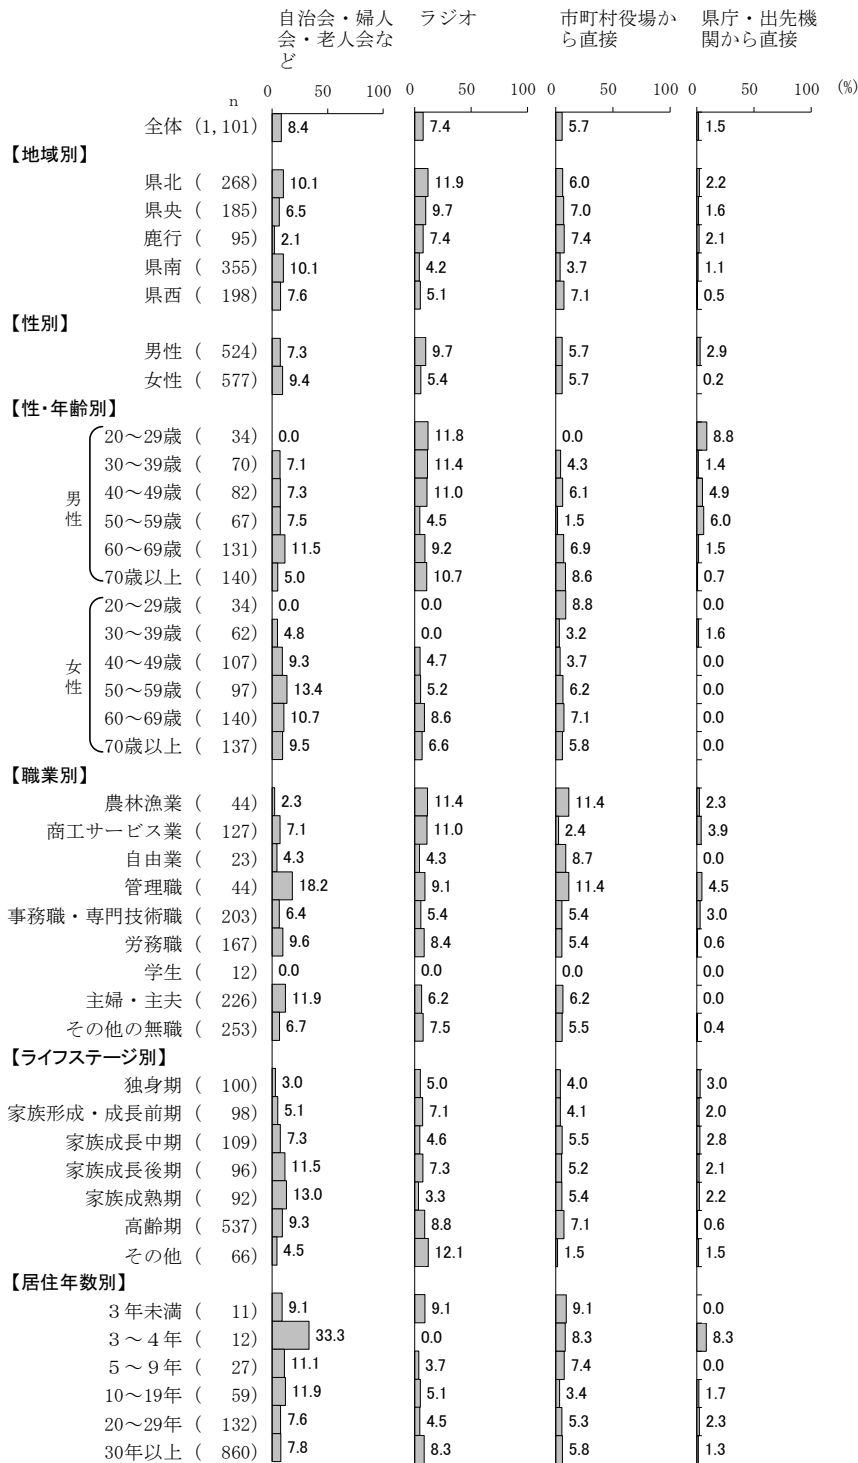 自治会・婦人 ラジオ 市町村役場か 県庁・出先機
会・老人会な ら直接 関から直接
ど
0 50 100 0 50 100 0 50 100 0 50 100 (%)
n
全体 (1,101) 8.4 7.4 5.7 1.5
【地域別】
県北 ( 268) 10.1 11.9 6.0 2.2
県央 ( 185) 6.5 9.7 7.0 1.6
鹿行 ( 95) 2.1 7.4 7.4 2.1
県南 ( 355) 10.1 4.2 3.7 1.1
県西 ( 198) 7.6 5.1 7.1 0.5
【性別】
男性 ( 524) 7.3 9.7 5.7 2.9
女性 ( 577) 9.4 5.4 5.7 0.2
【性・年齢別】
男性
20～29歳 ( 34) 0.0 11.8 0.0 8.8
30～39歳 ( 70) 7.1 11.4 4.3 1.4
40～49歳 ( 82) 7.3 11.0 6.1 4.9
50～59歳 ( 67) 7.5 4.5 1.5 6.0
60～69歳 ( 131) 11.5 9.2 6.9 1.5
70歳以上 ( 140) 5.0 10.7 8.6 0.7
女性
20～29歳 ( 34) 0.0 0.0 8.8 0.0
30～39歳 ( 62) 4.8 0.0 3.2 1.6
40～49歳 ( 107) 9.3 4.7 3.7 0.0
50～59歳 ( 97) 13.4 5.2 6.2 0.0
60～69歳 ( 140) 10.7 8.6 7.1 0.0
70歳以上 ( 137) 9.5 6.6 5.8 0.0
【職業別】
農林漁業 ( 44) 2.3 11.4 11.4 2.3
商工サービス業 ( 127) 7.1 11.0 2.4 3.9
自由業 ( 23) 4.3 4.3 8.7 0.0
管理職 ( 44) 18.2 9.1 11.4 4.5
事務職・専門技術職 ( 203) 6.4 5.4 5.4 3.0
労務職 ( 167) 9.6 8.4 5.4 0.6
学生 ( 12) 0.0 0.0 0.0 0.0
主婦・主夫 ( 226) 11.9 6.2 6.2 0.0
その他の無職 ( 253) 6.7 7.5 5.5 0.4
【ライフステージ別】
独身期 ( 100) 3.0 5.0 4.0 3.0
家族形成・成長前期 ( 98) 5.1 7.1 4.1 2.0
家族成長中期 ( 109) 7.3 4.6 5.5 2.8
家族成長後期 ( 96) 11.5 7.3 5.2 2.1
家族成熟期 ( 92) 13.0 3.3 5.4 2.2
高齢期 ( 537) 9.3 8.8 7.1 0.6
その他 ( 66) 4.5 12.1 1.5 1.5
【居住年数別】
３年未満 ( 11) 9.1 9.1 9.1 0.0
３～４年 ( 12) 33.3 0.0 8.3 8.3
５～９年 ( 27) 11.1 3.7 7.4 0.0
10～19年 ( 59) 11.9 5.1 3.4 1.7
20～29年 ( 132) 7.6 4.5 5.3 2.3
30年以上 ( 860) 7.8 8.3 5.8 1.3